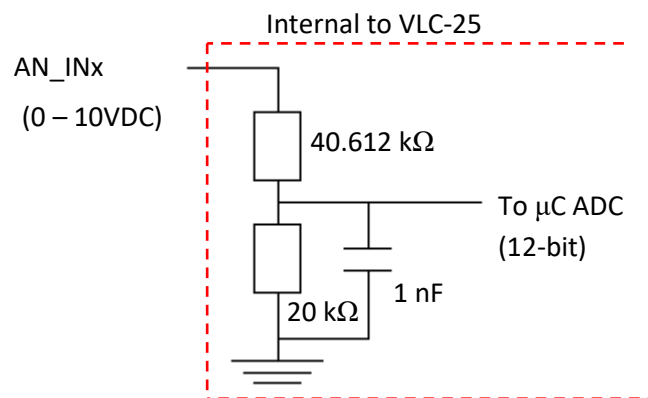 Internal to VLC-25
AN_INx
(0 – 10VDC)
40.612 kΩ
To μC ADC
(12-bit)
1 nF
20 kΩ